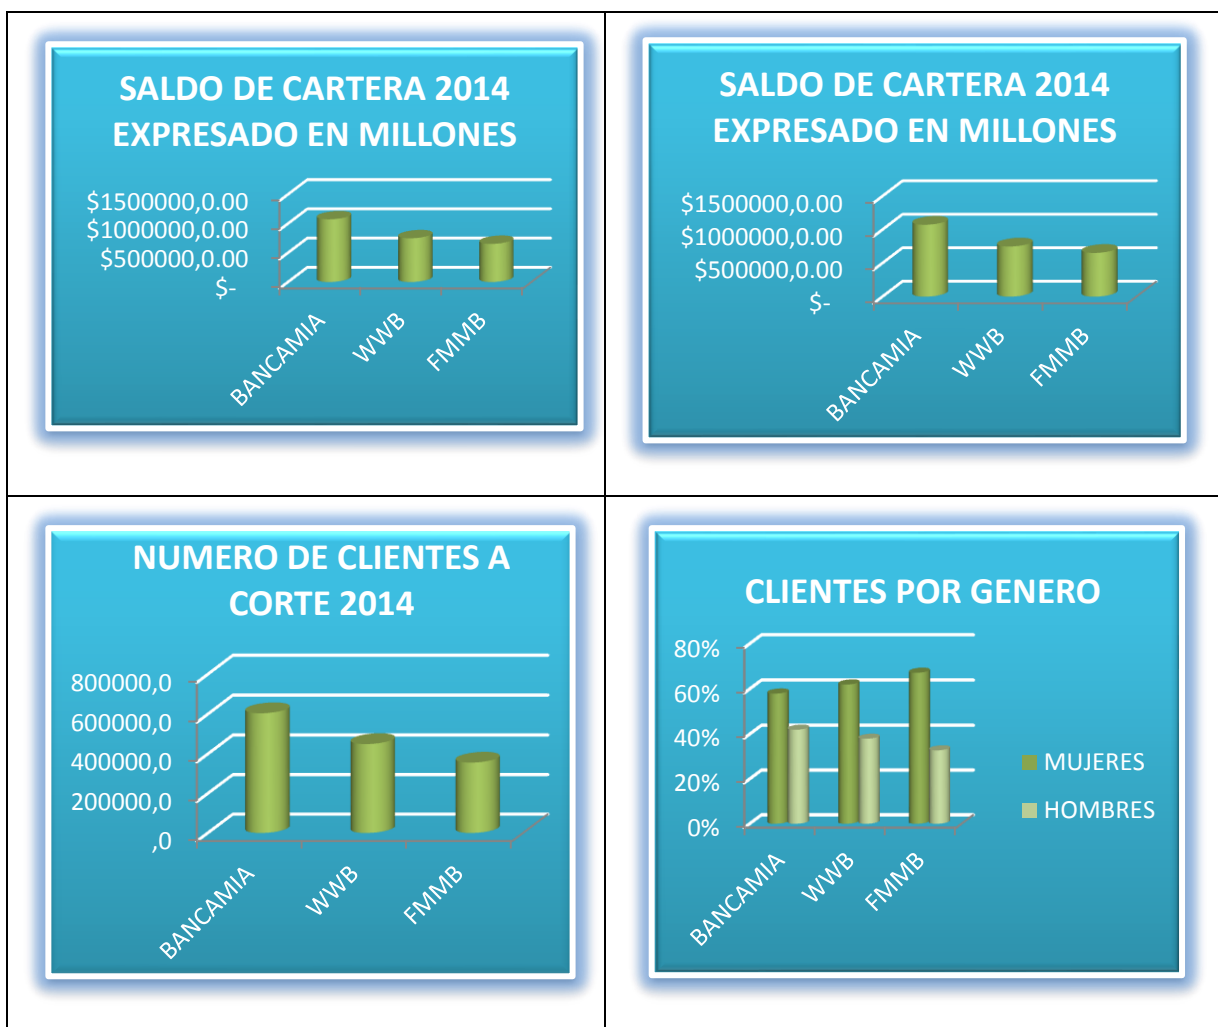 SALDO DE CARTERA 2014
EXPRESADO EN MILLONES
$1500000,0.00
$1000000,0.00
$500000,0.00
$-
BANCAMIA
WWB
FMMB
SALDO DE CARTERA 2014
EXPRESADO EN MILLONES
$1500000,0.00
$1000000,0.00
$500000,0.00
$-
BANCAMIA
WWB
FMMB
NUMERO DE CLIENTES A
CORTE 2014
800000,0
600000,0
400000,0
200000,0
,0
BANCAMIA
WWB
FMMB
CLIENTES POR GENERO
80%
60%
40%
20%
0%
BANCAMIA
WWB
FMMB
MUJERES
HOMBRES